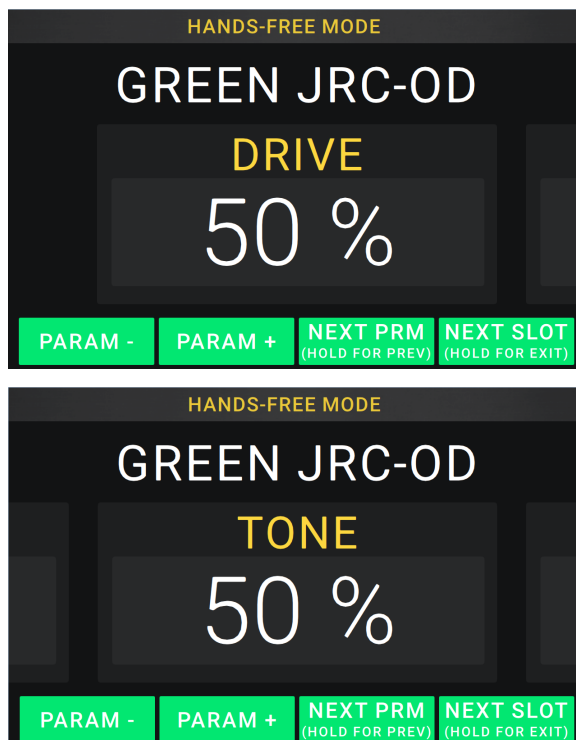 HANDS-FREE MODE
GREEN JRC-OD
DRIVE
50 %
PARAM - PARAM + NEXT PRM NEXT SLOT
(HOLD FOR PREV) (HOLD FOR EXIT)
HANDS-FREE MODE
GREEN JRC-OD
TONE
50 %
PARAM - PARAM + NEXT PRM NEXT SLOT
(HOLD FOR PREV) (HOLD FOR EXIT)